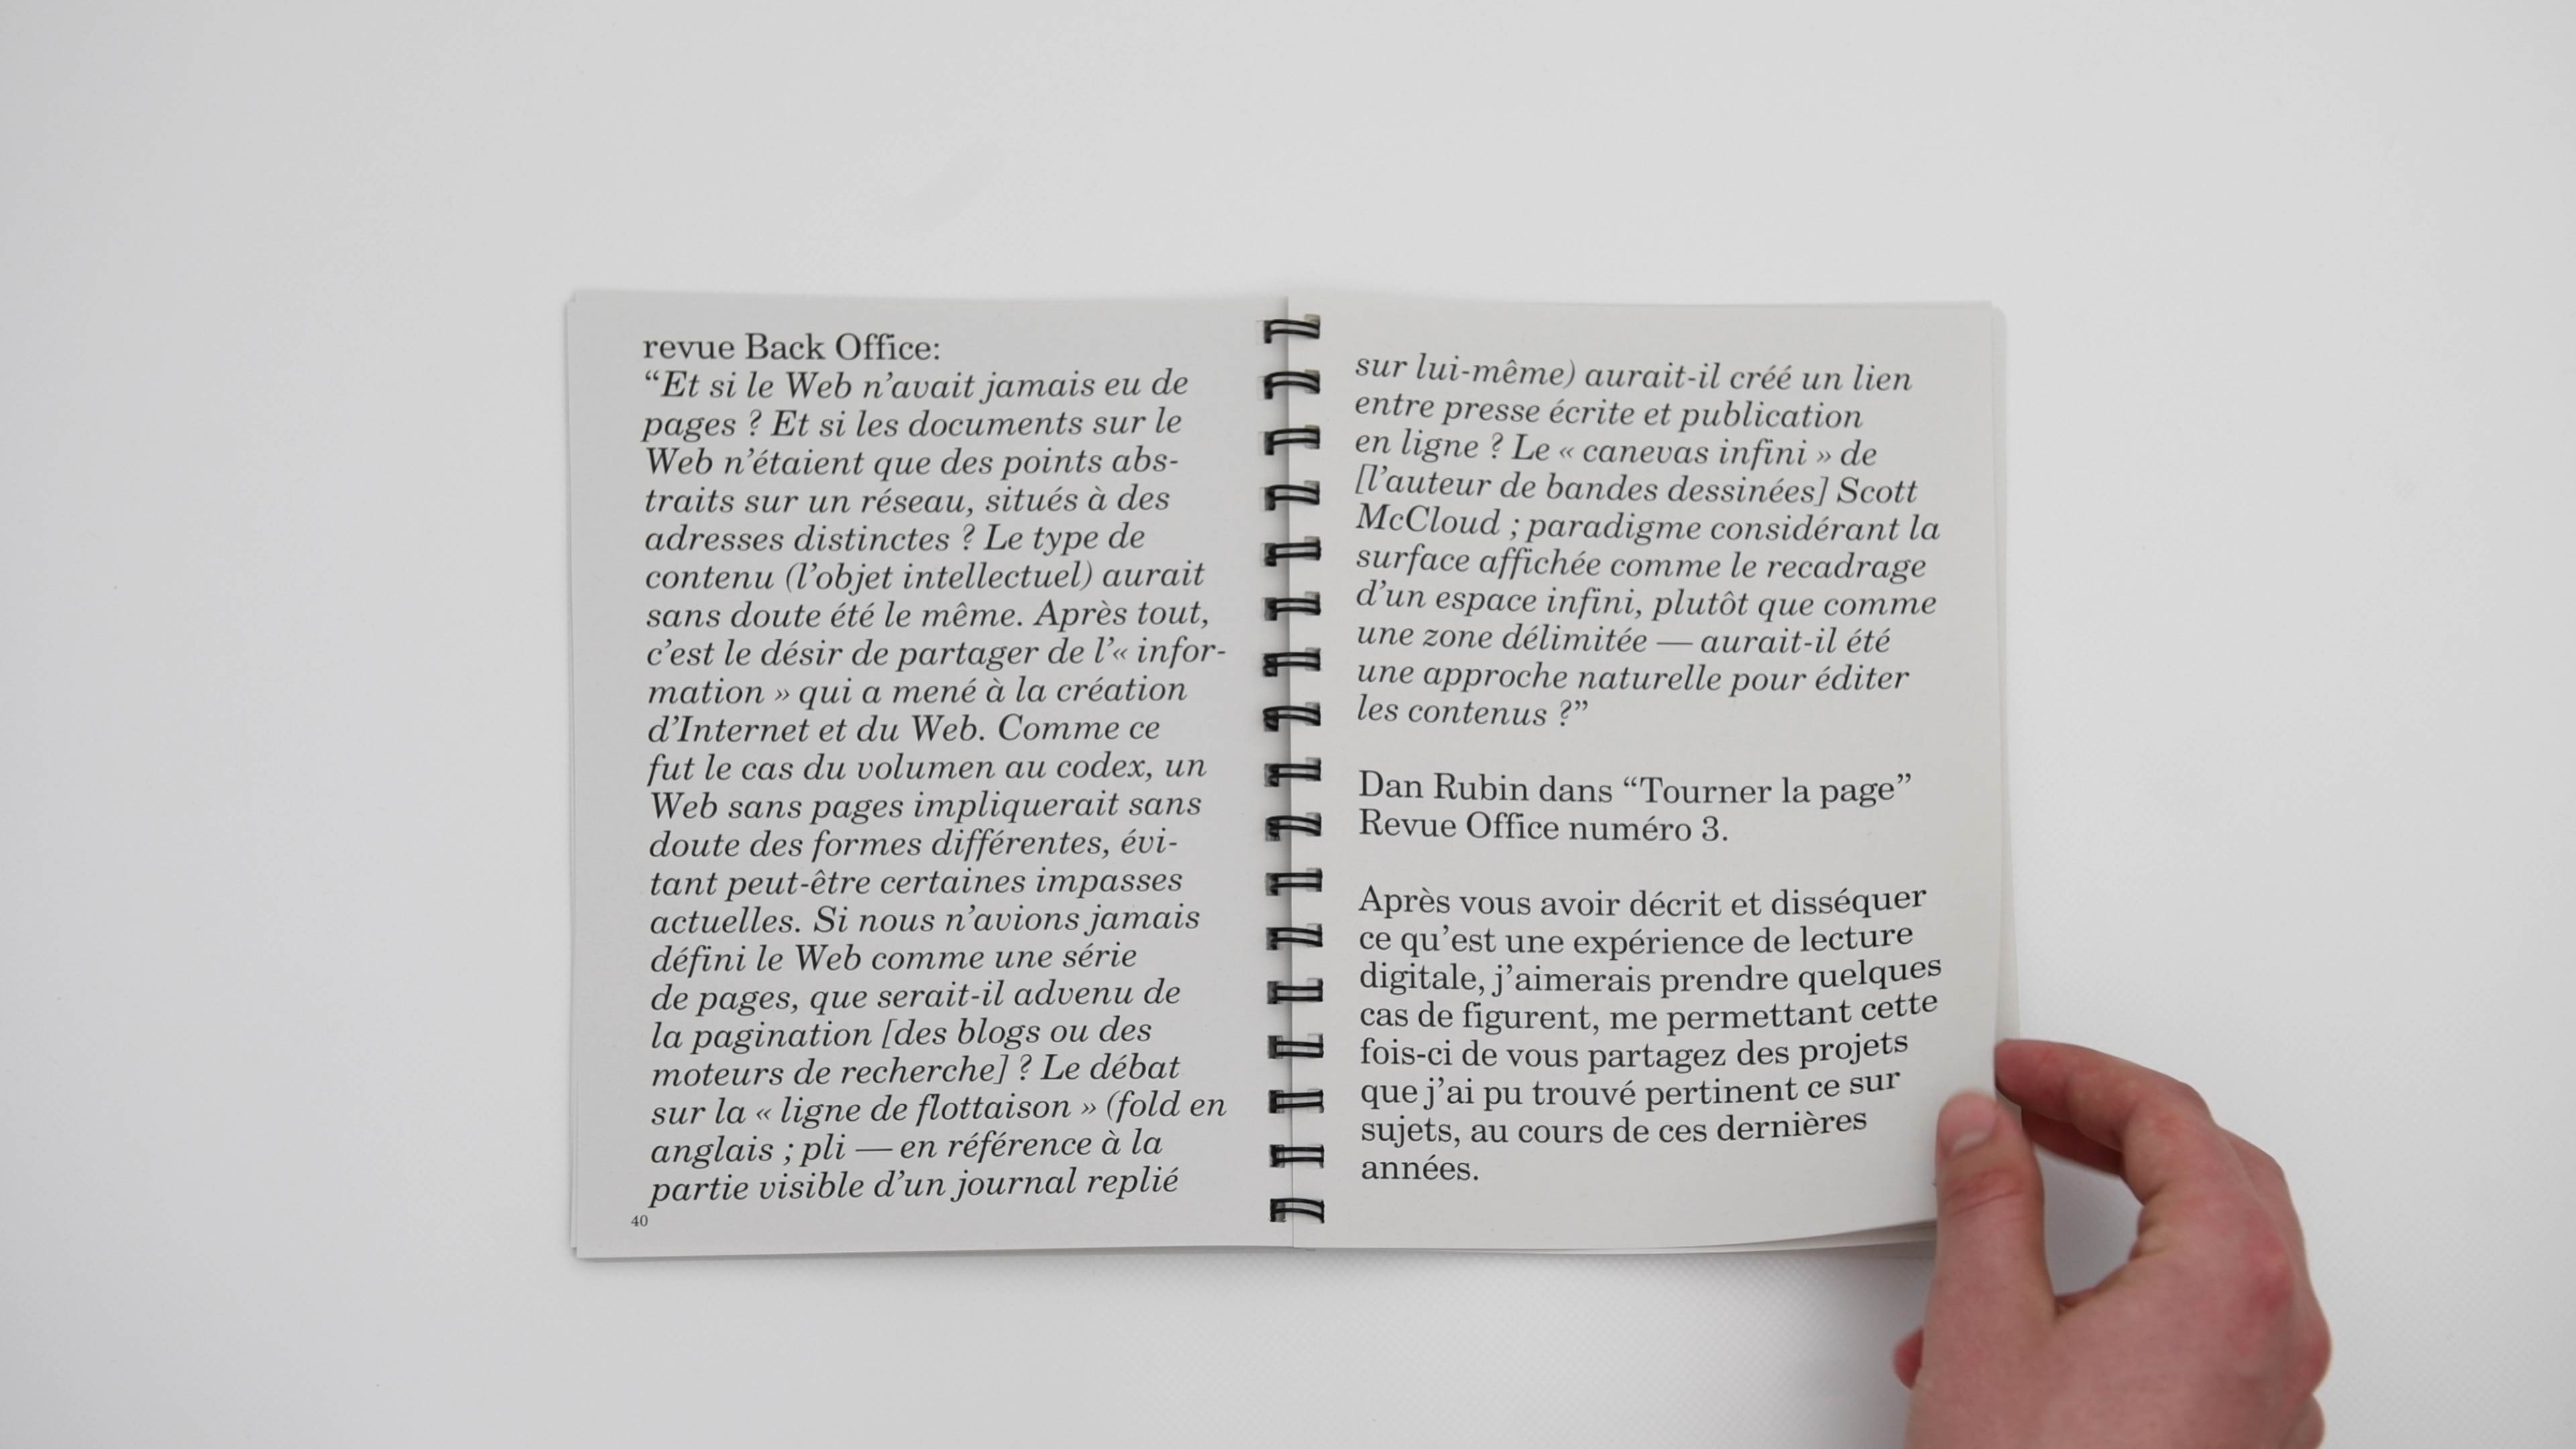 revue Back Office:
“Et si le Web n’avait jamais eu de
pages ? Et si les documents sur le
Web n’étaient que des points abs-
traits sur un réseau, situés à des
adresses distinctes ? Le type de
contenu (l’objet intellectuel) aurait
sans doute été le même. Après tout,
c’est le désir de partager de l’« infor-
mation » qui a mené à la création
d’Internet et du Web. Comme ce
fut le cas du volumen au codex, un
Web sans pages impliquerait sans
doute des formes différentes, évi-
tant peut-être certaines impasses
actuelles. Si nous n’avions jamais
défini le Web comme une série
de pages, que serait-il advenu de
la pagination [des blogs ou des
moteurs de recherche] ? Le débat
sur la « ligne de flottaison » (fold en
anglais ; pli — en référence à la
partie visible d’un journal replié
40
sur lui-même) aurait-il créé un lien
entre presse écrite et publication
en ligne ? Le « canevas infini » de
[l’auteur de bandes dessinées] Scott
McCloud ; paradigme considérant la
surface affichée comme le recadrage
d’un espace infini, plutôt que comme
une zone délimitée — aurait-il été
une approche naturelle pour éditer
les contenus ?”
Dan Rubin dans “Tourner la page”
Revue Office numéro 3.
Après vous avoir décrit et disséquer
ce qu’est une expérience de lecture
digitale, j’aimerais prendre quelques
cas de figurent, me permettant cette
fois-ci de vous partagez des projets
que j’ai pu trouvé pertinent ce sur
sujets, au cours de ces dernières
années.